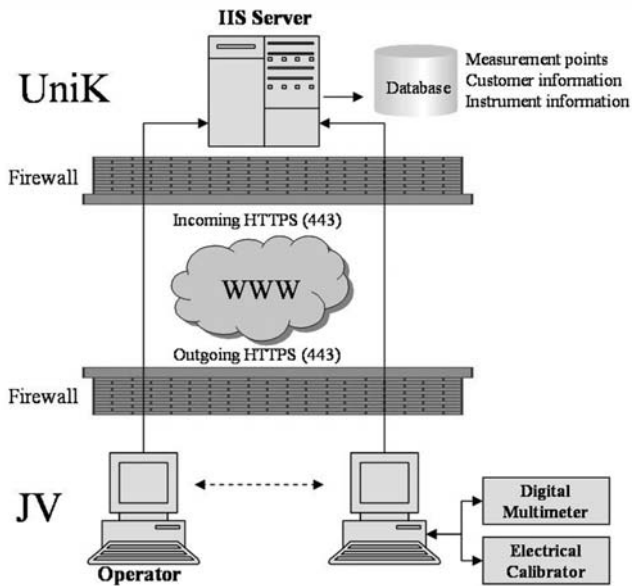 IIS Server
UniK
Database
Measurement points
Customer information
Instrument information
Firewall
Incoming HTTPS (443)
WWW
Outgoing HTTPS (443)
Firewall
JV
Operator
Digital
Multimeter
Electrical
Calibrator